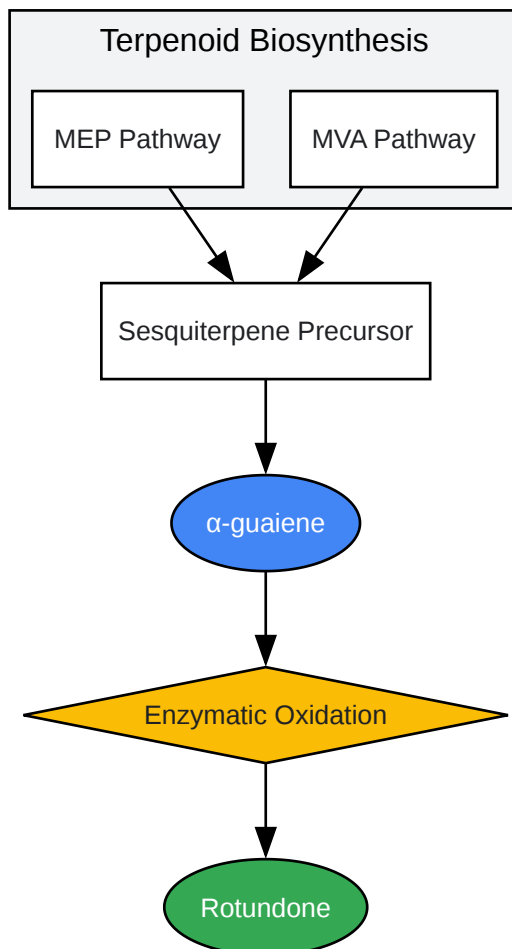 Terpenoid Biosynthesis
MEP Pathway
MVA Pathway
Sesquiterpene Precursor
α-guaiene
Enzymatic Oxidation
Rotundone